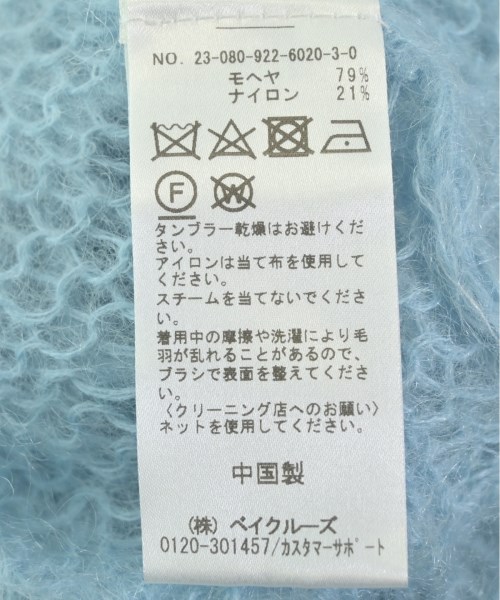 NO. 23-080-922-6020-3-0
モヘヤ 79%
ナイロン 21%
F
W
タンブラー乾燥はお避けくだ
さい。
アイロンは当て布を使用して
ください。
スチームを当てないでくださ
い。
着用中の摩擦や洗濯により毛
羽が乱れることがあるので、
ブラシで表面を整えてくださ
い。
〈クリーニング店へのお願い〉
ネットを使用してください。
中国製
(株) ベイクルーズ
0120-301457/カスタマーサポート